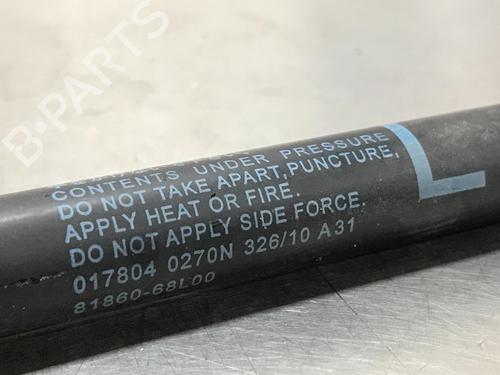 B-PARTS
CONTENTS UNDER PRESSURE
DO NOT TAKE APART,PUNCTURE,
APPLY HEAT OR FIRE.
DO NOT APPLY SIDE FORCE.
017804 0270N 326/10 A31
81860-68L00
L